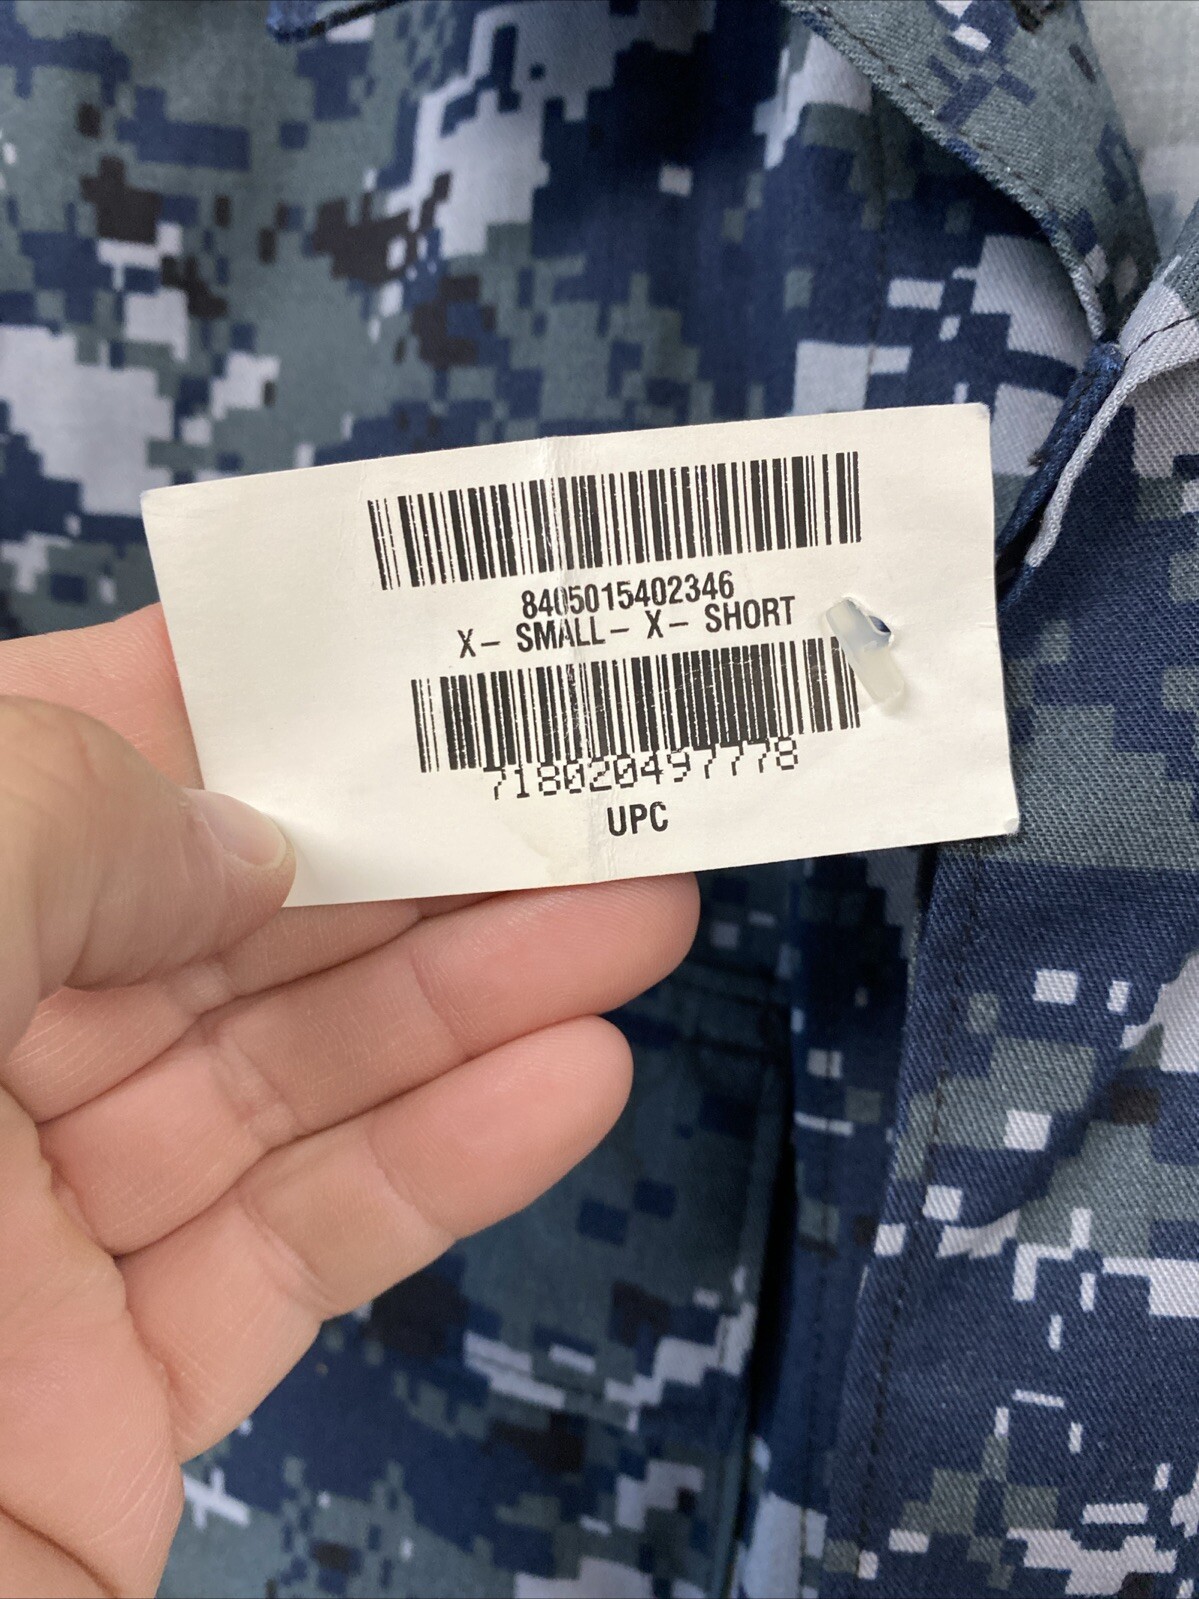 8405015402346
X- SMALL- X- SHORT
718020497778
UPC